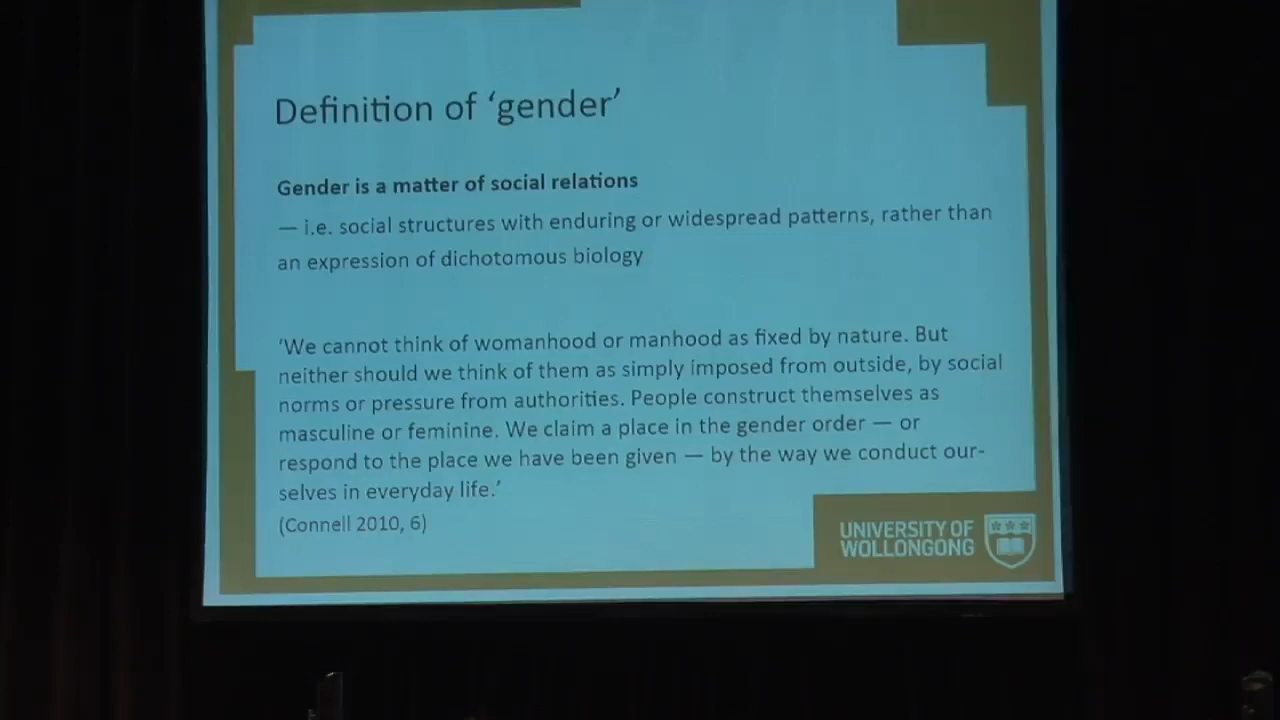 Definition of ‘gender’
Gender is a matter of social relations
— i.e. social structures with enduring or widespread patterns, rather than
an expression of dichotomous biology
‘We cannot think of womanhood or manhood as fixed by nature. But
neither should we think of them as simply imposed from outside, by social
norms or pressure from authorities. People construct themselves as
masculine or feminine. We claim a place in the gender order — or
respond to the place we have been given — by the way we conduct our-
selves in everyday life.’
(Connell 2010, 6)
UNIVERSITY OF
WOLLONGONG